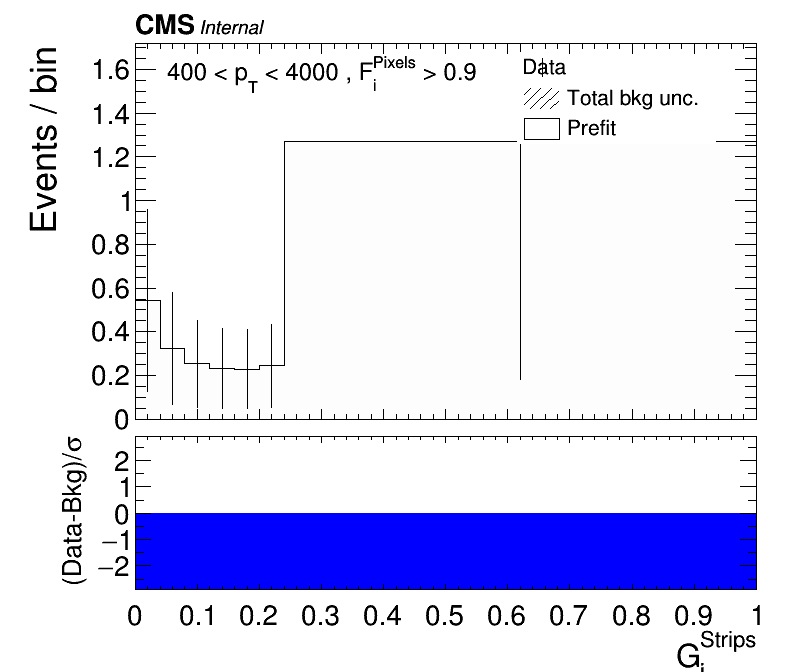 CMS Internal
400 < p_T < 4000 , F_i^Pixels > 0.9
Data
Total bkg unc.
Prefit
Events / bin
1.6
1.4
1.2
1
0.8
0.6
0.4
0.2
0
(Data-Bkg)/σ
2
1
0
−1
−2
0 0.1 0.2 0.3 0.4 0.5 0.6 0.7 0.8 0.9 1
G_i^Strips